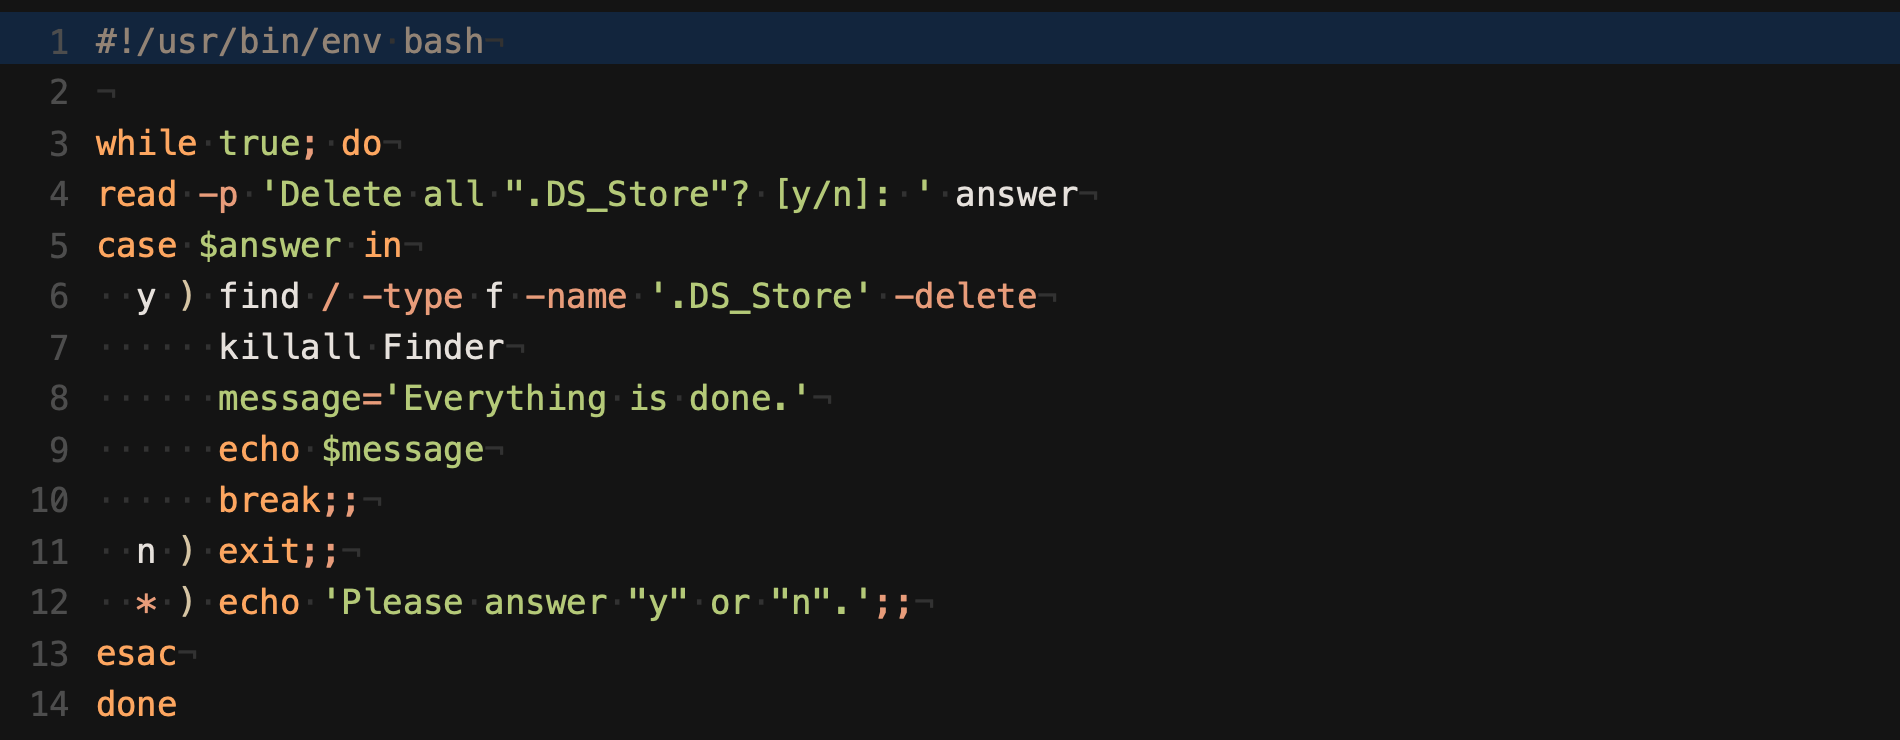 1 #!/usr/bin/env bash
2
3 while true; do
4 read -p 'Delete all ".DS_Store"? [y/n]: ' answer
5 case $answer in
6   y ) find / -type f -name '.DS_Store' -delete
7       killall Finder
8       message='Everything is done.'
9       echo $message
10       break;;
11   n ) exit;;
12   * ) echo 'Please answer "y" or "n".';;
13 esac
14 done